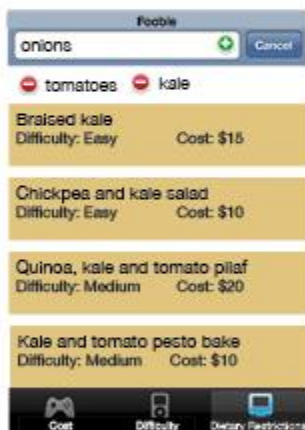 Fooble
onions Cancel
tomatoes kale
Braised kale
Difficulty: Easy Cost: $15
Chickpea and kale salad
Difficulty: Easy Cost: $10
Quinoa, kale and tomato pilaf
Difficulty: Medium Cost: $20
Kale and tomato pesto bake
Difficulty: Medium Cost: $10
Cost Difficulty Dietary Restrictions